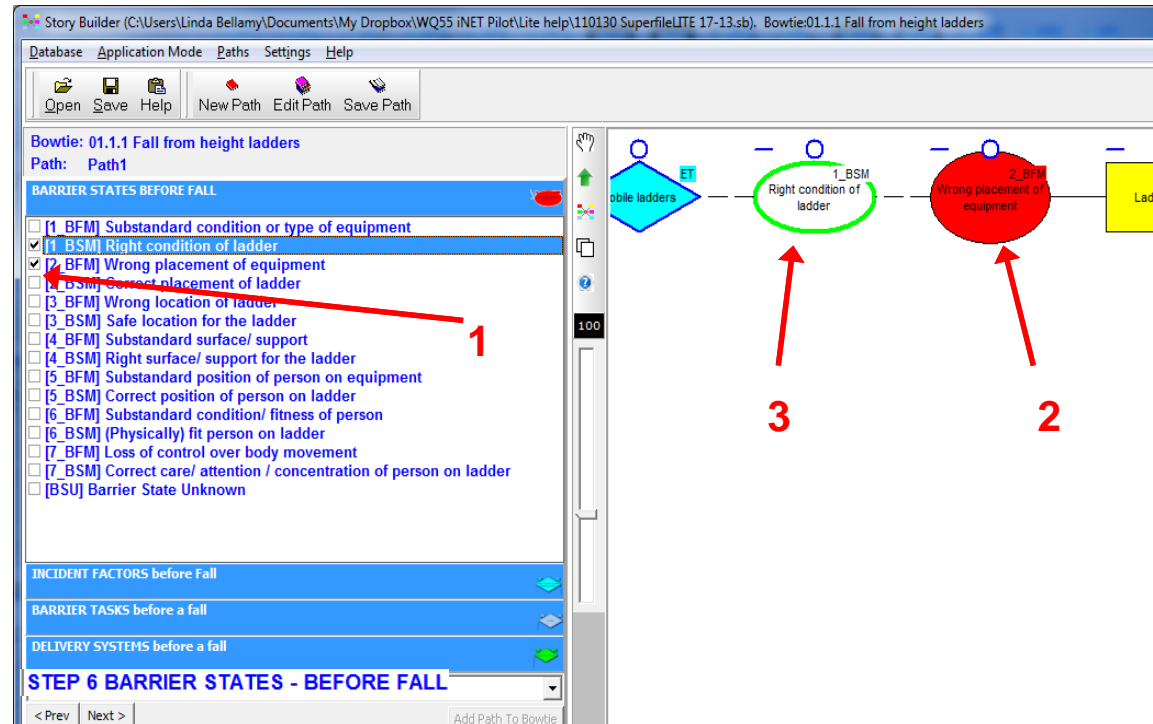 Story Builder (C:\Users\Linda Bellamy\Documents\My Dropbox\WQ55 iNET Pilot\Lite help\110130 SuperfileLITE 17-13.sb). Bowtie:01.1.1 Fall from height ladders
Database Application Mode Paths Settings Help
Open Save Help New Path Edit Path Save Path
Bowtie: 01.1.1 Fall from height ladders
Path: Path1
BARRIER STATES BEFORE FALL
[1_BFM] Substandard condition or type of equipment
[1_BSM] Right condition of ladder
[2_BFM] Wrong placement of equipment
[2_BSM] Correct placement of ladder
[3_BFM] Wrong location of ladder
[3_BSM] Safe location for the ladder
[4_BFM] Substandard surface/ support
[4_BSM] Right surface/ support for the ladder
[5_BFM] Substandard position of person on equipment
[5_BSM] Correct position of person on ladder
[6_BFM] Substandard condition/ fitness of person
[6_BSM] (Physically) fit person on ladder
[7_BFM] Loss of control over body movement
[7_BSM] Correct care/ attention / concentration of person on ladder
[BSU] Barrier State Unknown
1
INCIDENT FACTORS before Fall
BARRIER TASKS before a fall
DELIVERY SYSTEMS before a fall
STEP 6 BARRIER STATES - BEFORE FALL
< Prev Next >
Add Path To Bowtie
100
ET
obile ladders
1_BSM
Right condition of
ladder
2_BFM
Wrong placement of
equipment
Lad
3
2